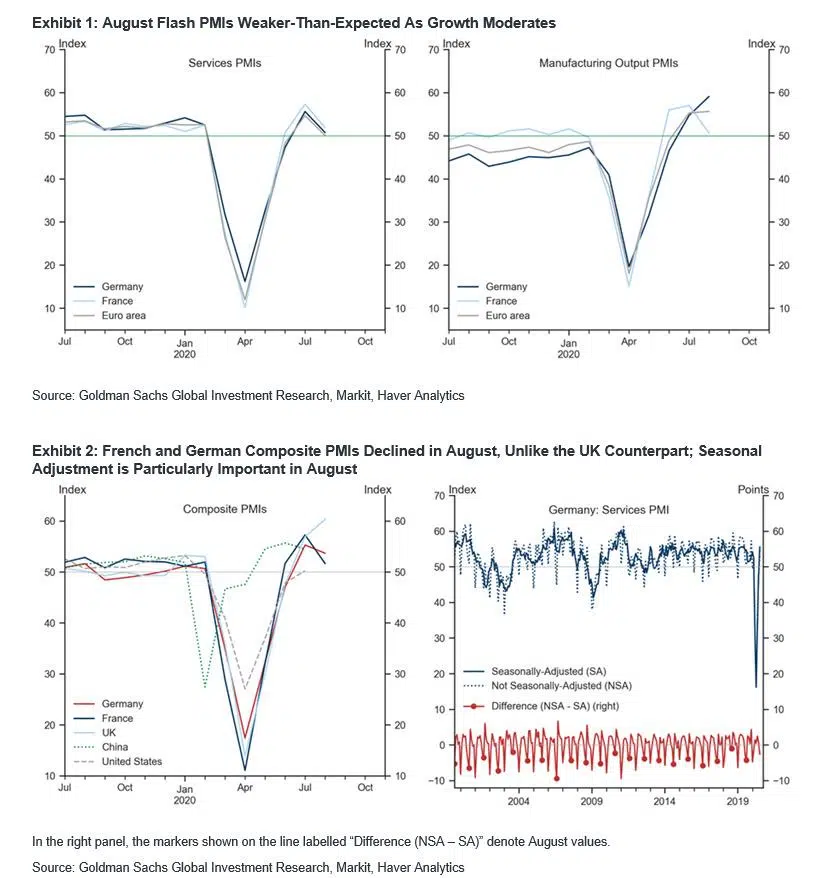 Exhibit 1: August Flash PMIs Weaker-Than-Expected As Growth Moderates
Index
Services PMIs
Index
70
60
50
40
30
20
10
70
60
50
40
30
20
10
Germany
France
Euro area
Jul
Oct
Jan
2020
Apr
Jul
Oct
Index
Manufacturing Output PMIs
Index
70
60
50
40
30
20
10
70
60
50
40
30
20
10
Germany
France
Euro area
Jul
Oct
Jan
2020
Apr
Jul
Oct
Source: Goldman Sachs Global Investment Research, Markit, Haver Analytics
Exhibit 2: French and German Composite PMIs Declined in August, Unlike the UK Counterpart; Seasonal
Adjustment is Particularly Important in August
Index
Composite PMIs
Index
60
50
40
30
20
10
60
50
40
30
20
10
Germany
France
UK
China
United States
Jul
Oct
Jan
2020
Apr
Jul
Oct
Index
Germany: Services PMI
Points
70
60
50
40
30
20
10
0
−10
70
60
50
40
30
20
10
0
−10
Seasonally-Adjusted (SA)
Not Seasonally-Adjusted (NSA)
Difference (NSA - SA) (right)
2004
2009
2014
2019
In the right panel, the markers shown on the line labelled “Difference (NSA – SA)” denote August values.
Source: Goldman Sachs Global Investment Research, Markit, Haver Analytics